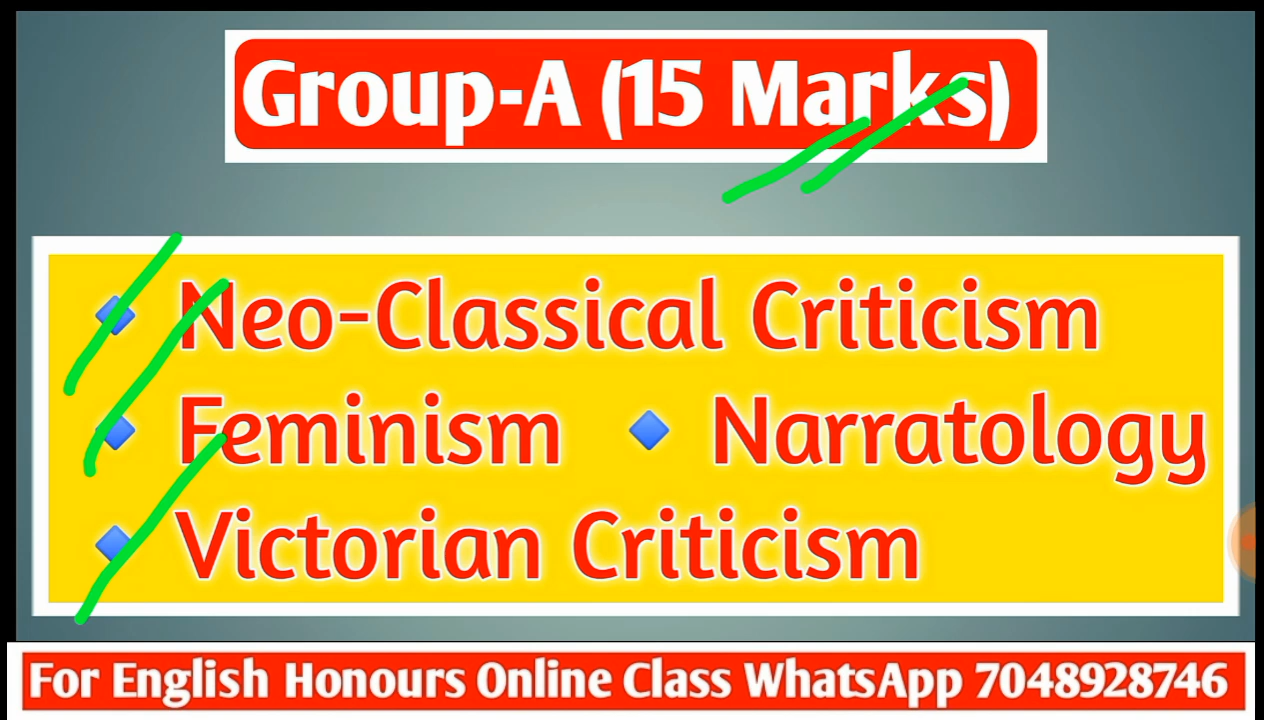 Group-A (15 Marks)
Neo-Classical Criticism
Feminism Narratology
Victorian Criticism
For English Honours Online Class WhatsApp 7048928746